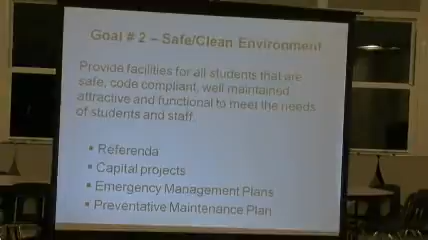 Goal # 2 – Safe/Clean Environment
Provide facilities for all students that are
safe, code compliant, well maintained
attractive and functional to meet the needs
of students and staff.
▪ Referenda
▪ Capital projects
▪ Emergency Management Plans
▪ Preventative Maintenance Plan